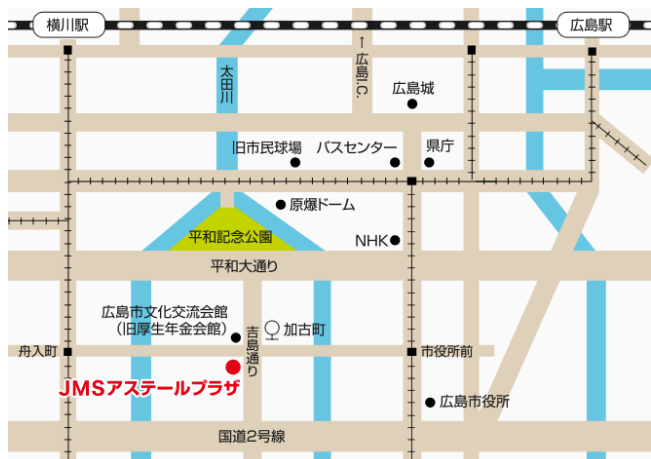 横川駅
広島駅
太田川
↑広島I.C.
広島城
旧市民球場
バスセンター
県庁
原爆ドーム
平和記念公園
NHK
平和大通り
広島市文化交流会館
（旧厚生年金会館）
吉島通り
加古町
舟入町
市役所前
JMSアステールプラザ
広島市役所
国道2号線